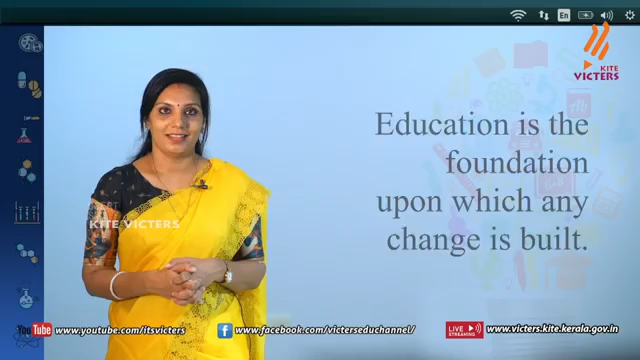 En
KITE
VICTERS
Education is the
foundation
upon which any
change is built.
KITE VICTERS
YouTube www.youtube.com/itsvicters
f www.facebook.com/victerseduchannel/
LIVE STREAMING www.victers.kite.kerala.gov.in